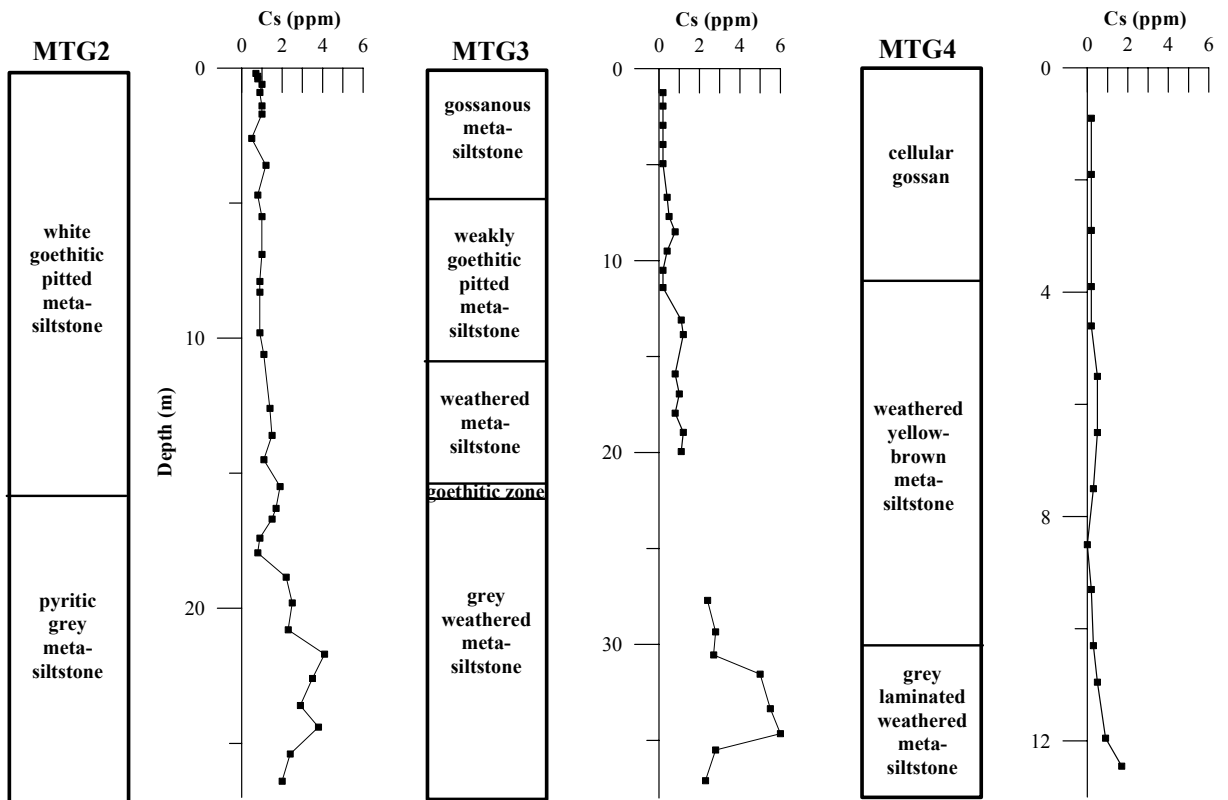 MTG2
Cs (ppm)
0 2 4 6
0
10
20
Depth (m)
white
goethitic
pitted
meta-
siltstone
pyritic
grey
meta-
siltstone
MTG3
Cs (ppm)
0 2 4 6
0
10
20
30
gossanous
meta-
siltstone
weakly
goethitic
pitted
meta-
siltstone
weathered
meta-
siltstone
goethitic zone
grey
weathered
meta-
siltstone
MTG4
Cs (ppm)
0 2 4 6
0
4
8
12
cellular
gossan
weathered
yellow-
brown
meta-
siltstone
grey
laminated
weathered
meta-
siltstone